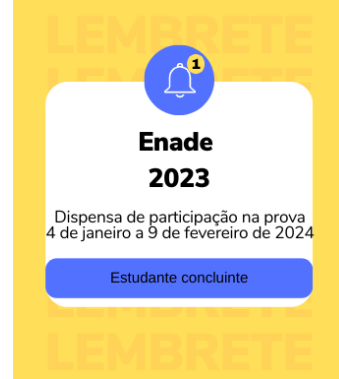 LEMBRETE
LEMBRETE
1
Enade
2023
Dispensa de participação na prova
4 de janeiro a 9 de fevereiro de 2024
Estudante concluinte
LEMBRETE
LEMBRETE